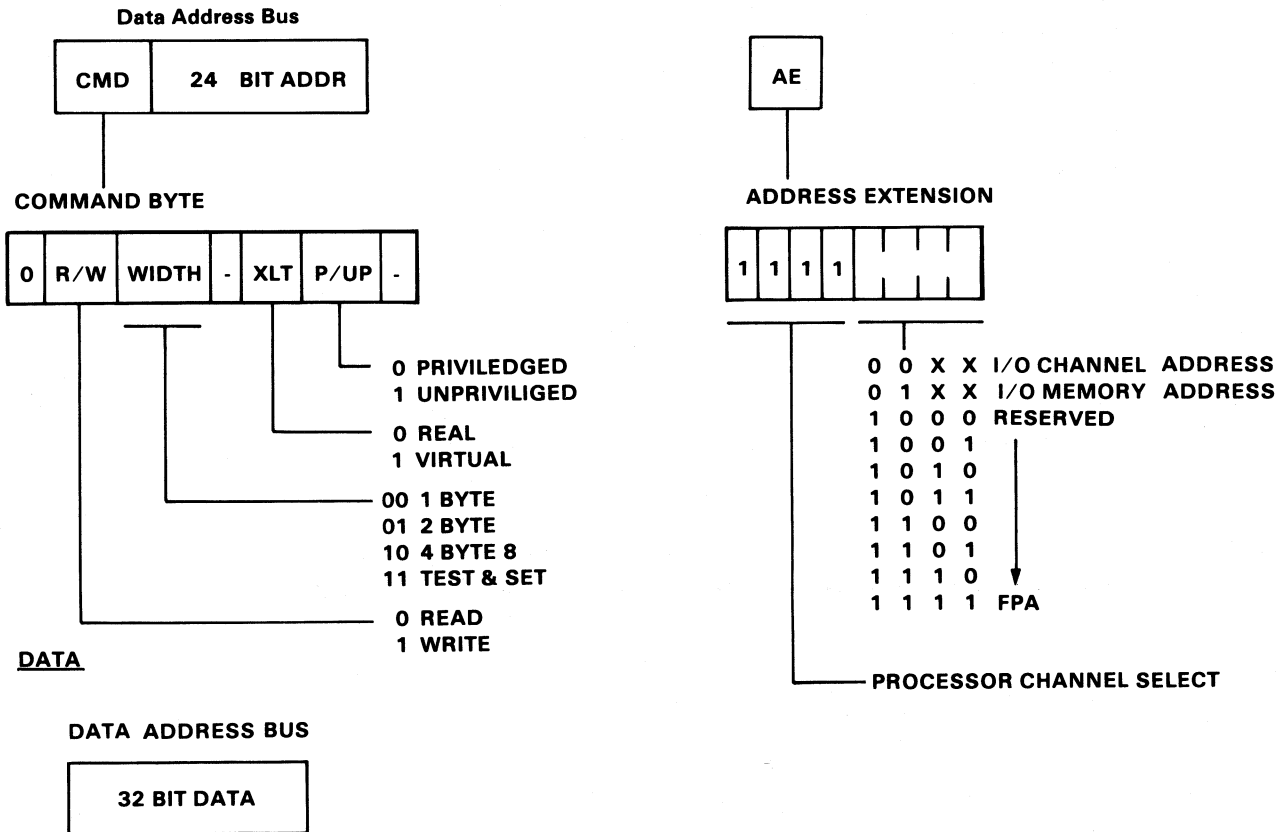 Data Address Bus
CMD 24 BIT ADDR
COMMAND BYTE
0 R/W WIDTH - XLT P/UP -
0 PRIVILEDGED
1 UNPRIVILIGED
0 REAL
1 VIRTUAL
00 1 BYTE
01 2 BYTE
10 4 BYTE 8
11 TEST & SET
0 READ
1 WRITE
DATA
DATA ADDRESS BUS
32 BIT DATA
AE
ADDRESS EXTENSION
1 1 1 1
0 0 X X I/O CHANNEL ADDRESS
0 1 X X I/O MEMORY ADDRESS
1 0 0 0 RESERVED
1 0 0 1
1 0 1 0
1 0 1 1
1 1 0 0
1 1 0 1
1 1 1 0
1 1 1 1 FPA
PROCESSOR CHANNEL SELECT